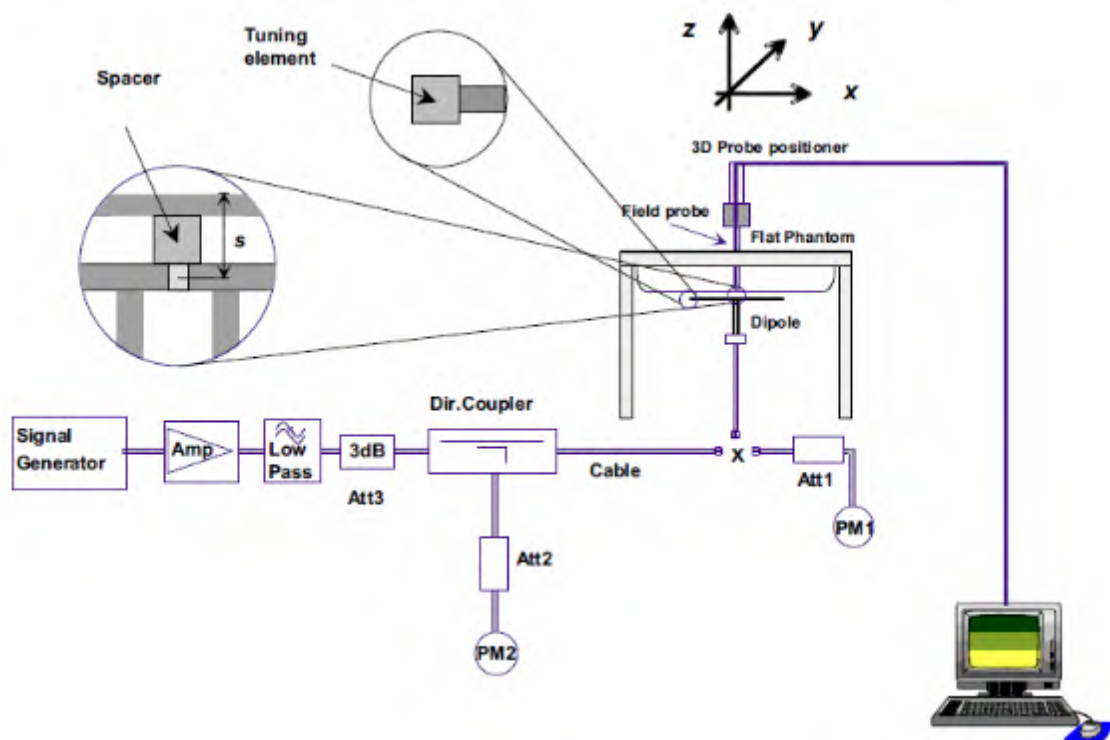 Tuning
element
Spacer
s
z
y
x
3D Probe positioner
Field probe
Flat Phantom
Dipole
Dir.Coupler
Signal
Generator
Amp
Low
Pass
3dB
Att3
Cable
X
Att1
PM1
Att2
PM2